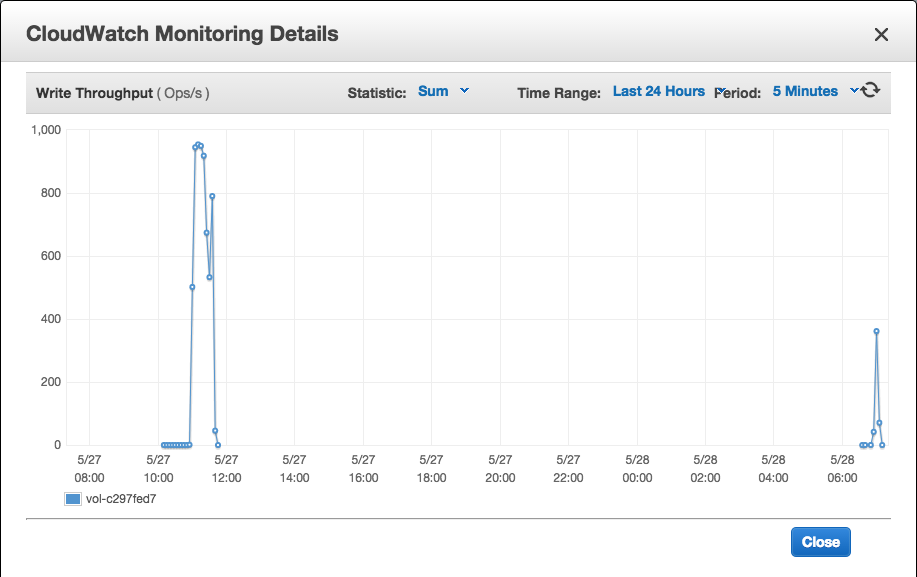 CloudWatch Monitoring Details
Write Throughput ( Ops/s ) Statistic: Sum Time Range: Last 24 Hours Period: 5 Minutes
1,000
800
600
400
200
0
5/27 5/27 5/27 5/27 5/27 5/27 5/27 5/27 5/28 5/28 5/28 5/28
08:00 10:00 12:00 14:00 16:00 18:00 20:00 22:00 00:00 02:00 04:00 06:00
vol-c297fed7
Close